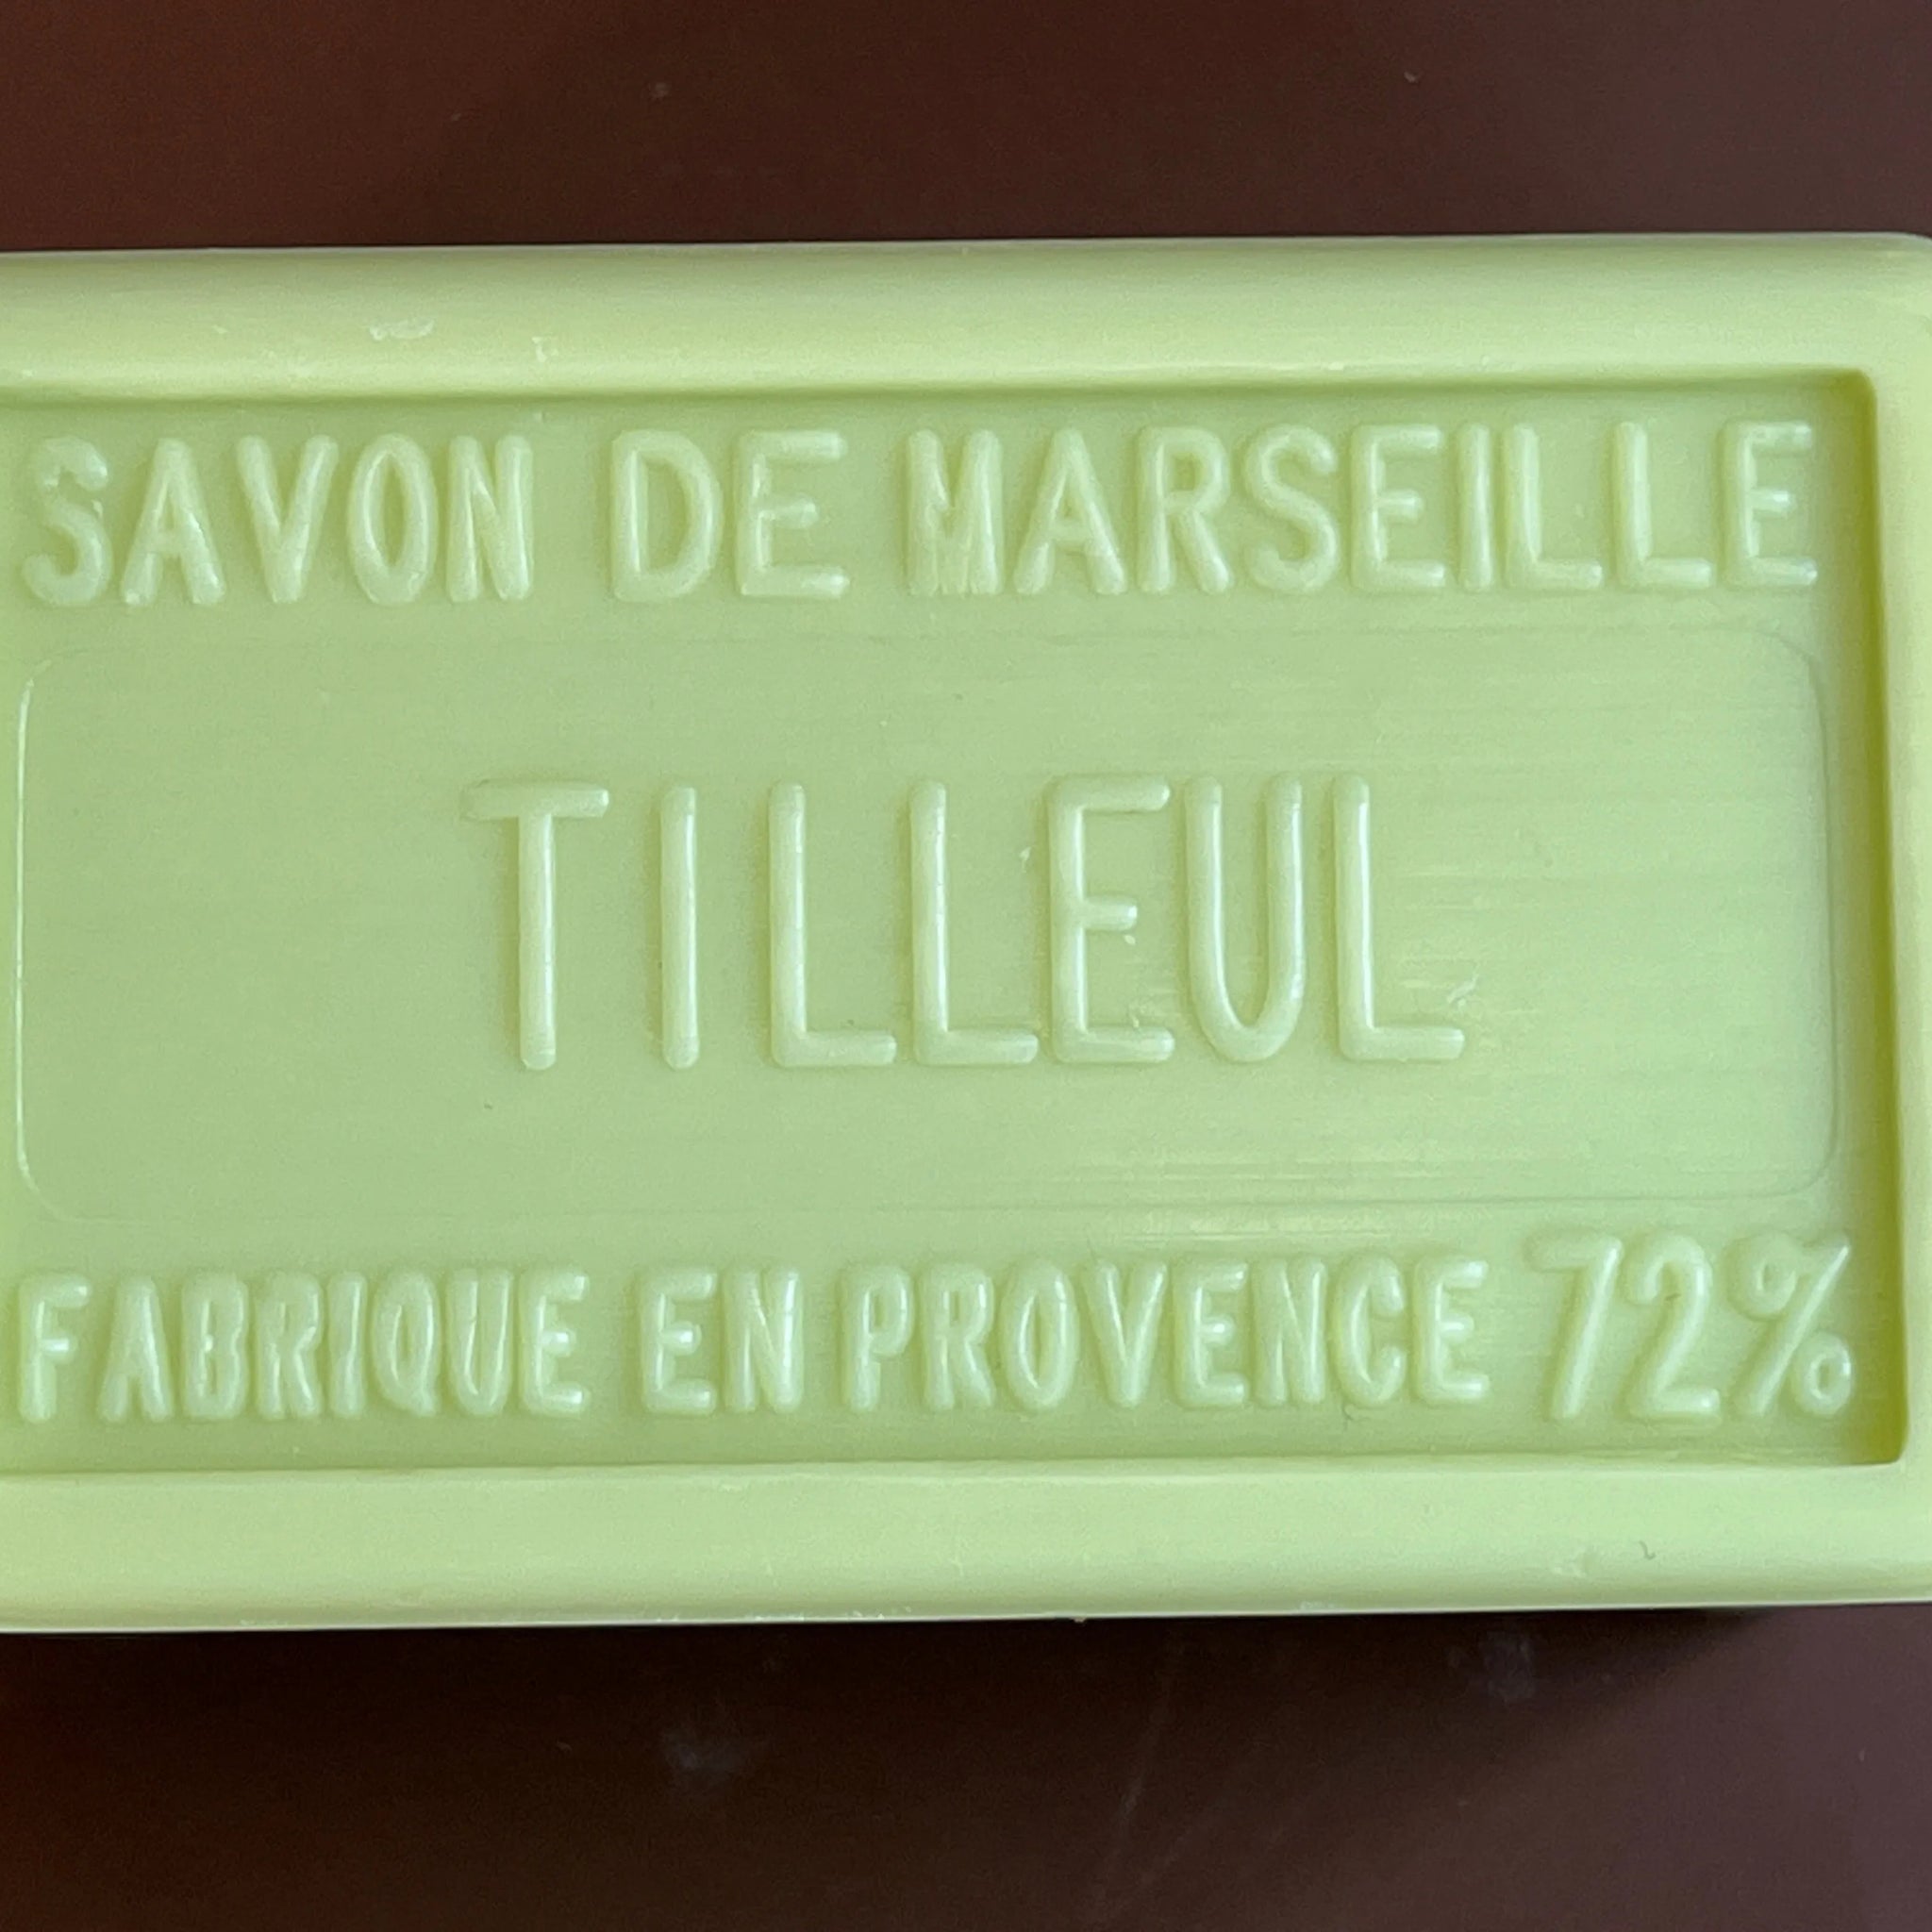 SAVON DE MARSEILLE
TILLEUL
FABRIQUE EN PROVENCE 72%